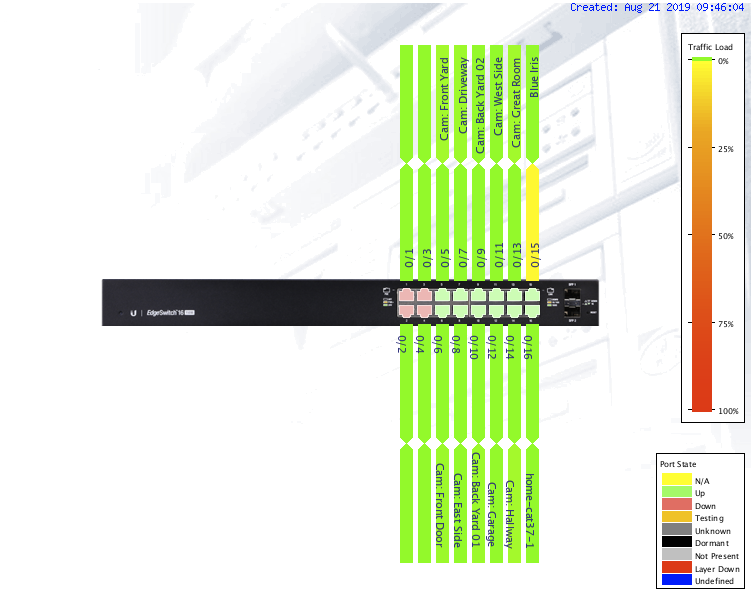 Created: Aug 21 2019 09:46:04
Traffic Load
0%
25%
50%
75%
100%
Cam: Front Yard
Cam: Driveway
Cam: Back Yard 02
Cam: West Side
Cam: Great Room
Blue Iris
0/1
0/3
0/5
0/7
0/9
0/11
0/13
0/15
U | EdgeSwitch 16
0/2
0/4
0/6
0/8
0/10
0/12
0/14
0/16
Cam: Front Door
Cam: East Side
Cam: Back Yard 01
Cam: Garage
Cam: Hallway
home-cat37-1
Port State
N/A
Up
Down
Testing
Unknown
Dormant
Not Present
Layer Down
Undefined